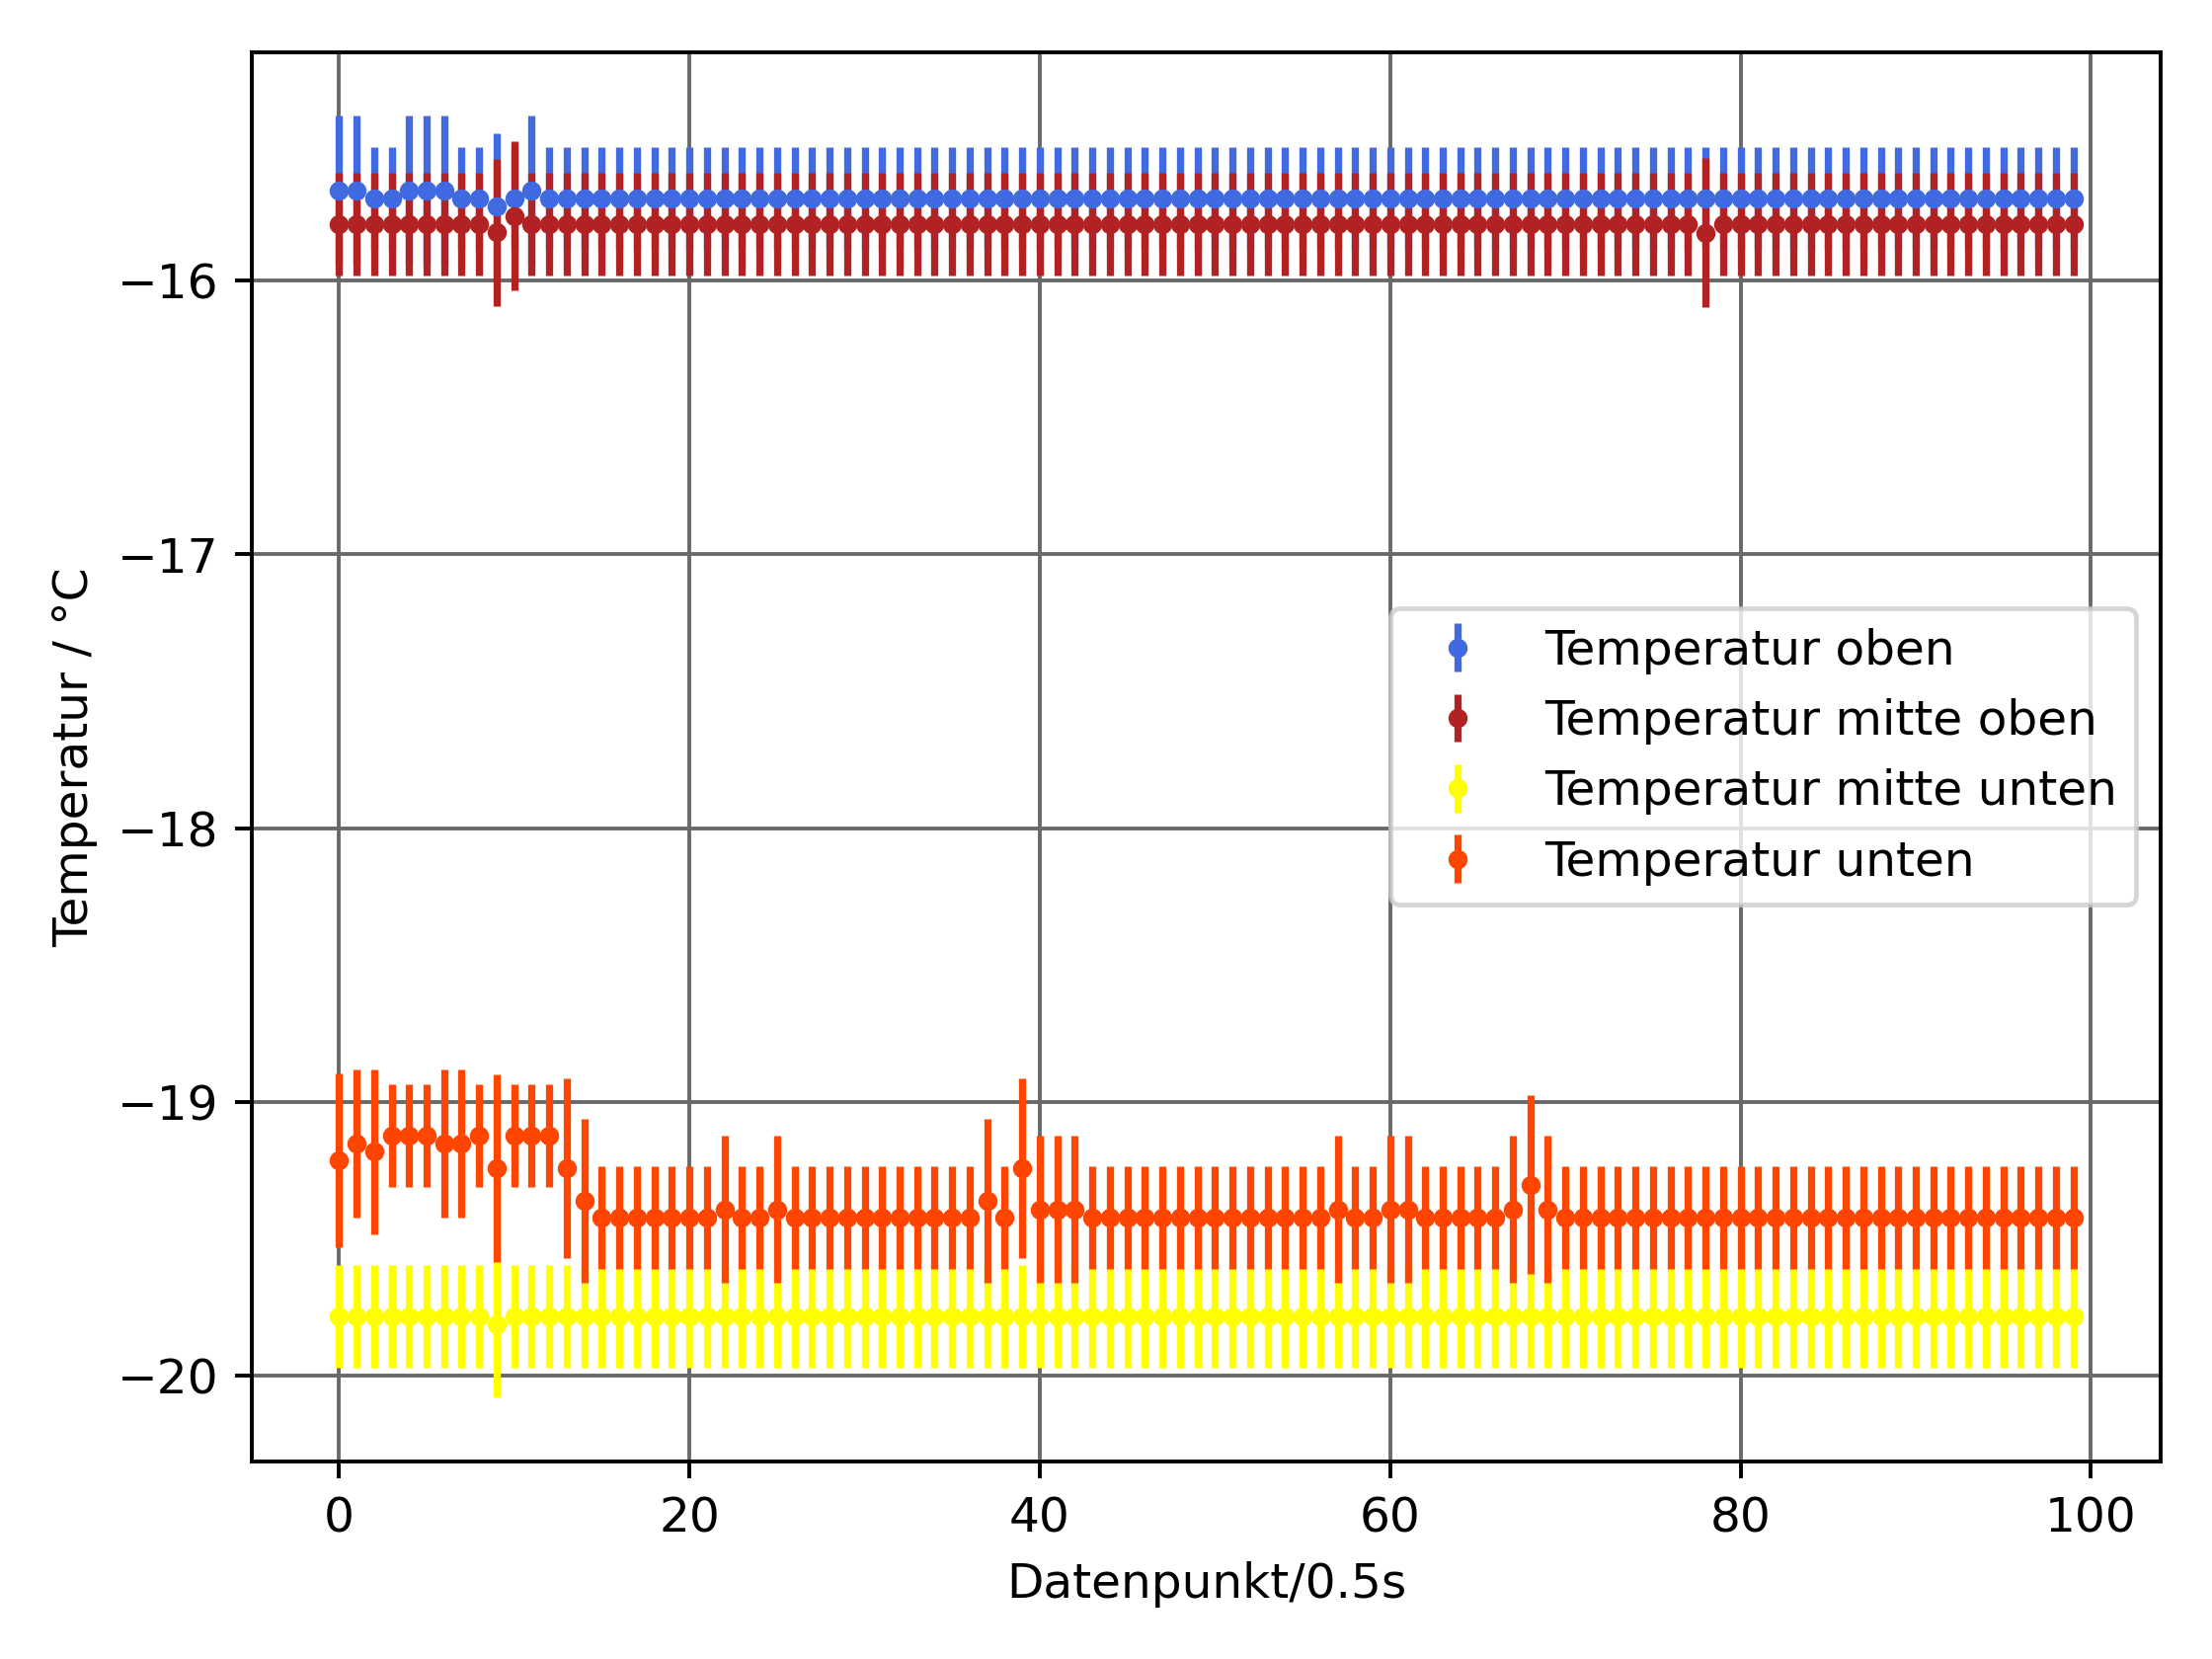 Temperatur / °C
−16
−17
−18
−19
−20
Temperatur oben
Temperatur mitte oben
Temperatur mitte unten
Temperatur unten
0 20 40 60 80 100
Datenpunkt/0.5s